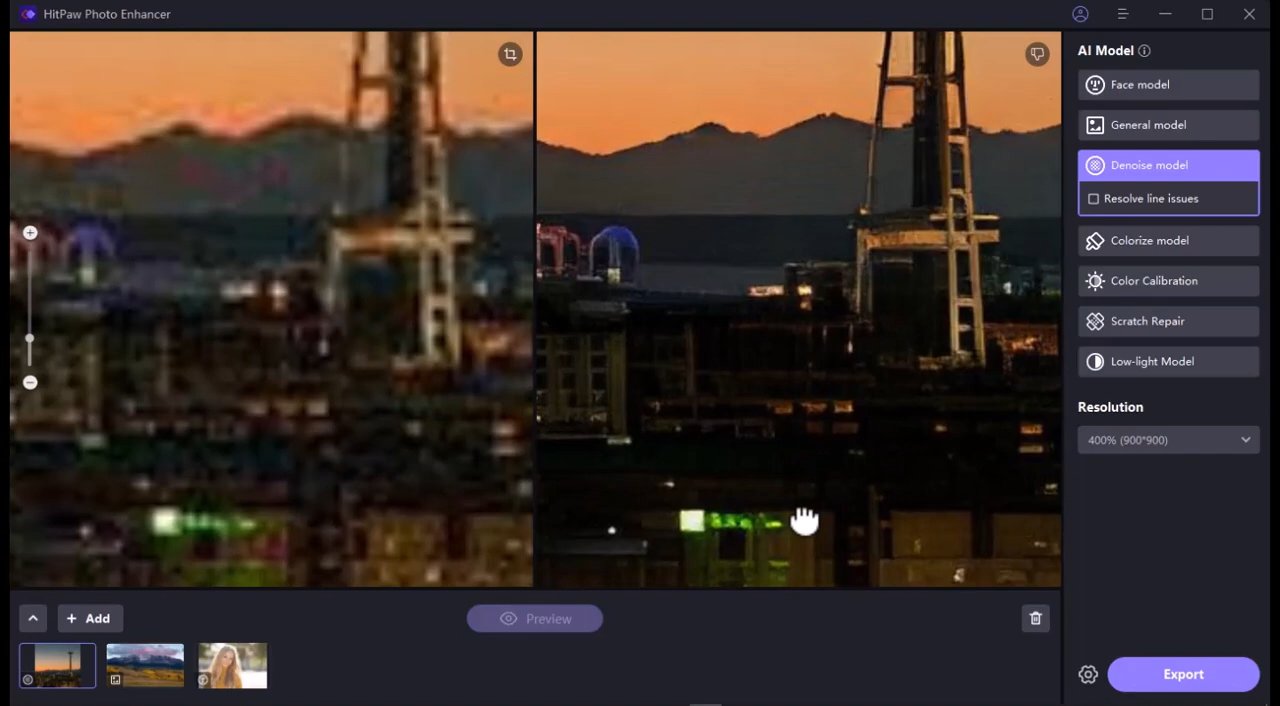 HitPaw Photo Enhancer
AI Model
Face model
General model
Denoise model
Resolve line issues
Colorize model
Color Calibration
Scratch Repair
Low-light Model
Resolution
400% (900*900)
+ Add
Preview
Export